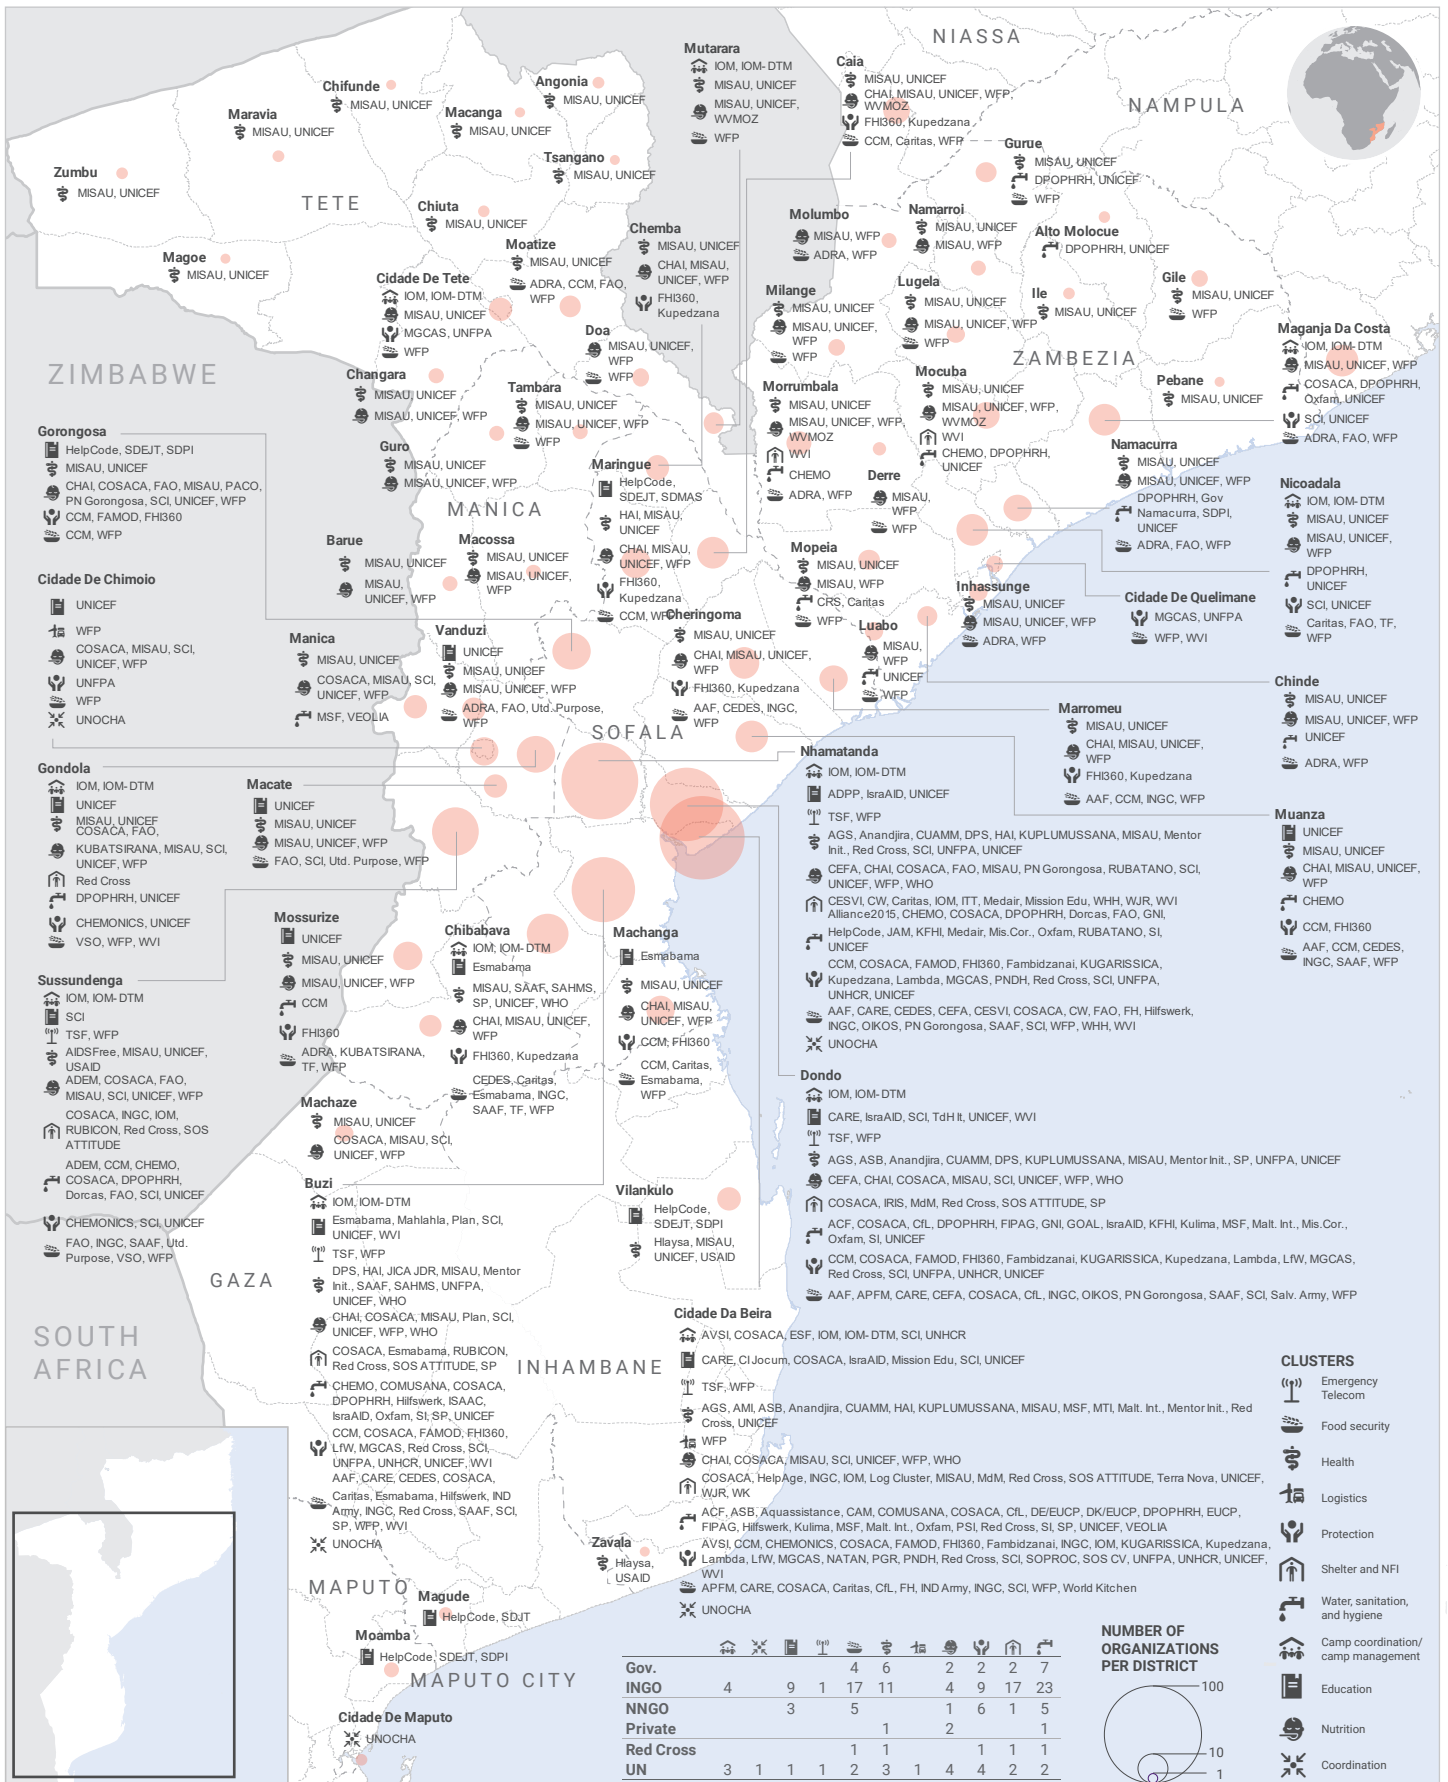 NIASSA
NAMPULA
TETE
ZAMBEZIA
ZIMBABWE
MANICA
SOFALA
GAZA
SOUTH
AFRICA
INHAMBANE
MAPUTO
MAPUTO CITY
Mutarara
IOM, IOM-DTM
MISAU, UNICEF
MISAU, UNICEF,
WVMOZ
WFP
Caia
MISAU, UNICEF
CHAI, MISAU, UNICEF, WFP,
WVMOZ
FHI360, Kupedzana
CCM, Caritas, WFP
Chifunde
MISAU, UNICEF
Angonia
MISAU, UNICEF
Maravia
MISAU, UNICEF
Macanga
MISAU, UNICEF
Tsangano
MISAU, UNICEF
Zumbu
MISAU, UNICEF
Gurue
MISAU, UNICEF
DPOPHRH, UNICEF
WFP
Chiuta
MISAU, UNICEF
Chemba
MISAU, UNICEF
CHAI, MISAU,
UNICEF, WFP
FHI360,
Kupedzana
Molumbo
MISAU, WFP
ADRA, WFP
Namarroi
MISAU, UNICEF
MISAU, WFP
Alto Molocue
DPOPHRH, UNICEF
Magoe
MISAU, UNICEF
Moatize
MISAU, UNICEF
ADRA, CCM, FAO,
WFP
Cidade De Tete
IOM, IOM-DTM
MISAU, UNICEF
MGCAS, UNFPA
WFP
Milange
MISAU, UNICEF
MISAU, UNICEF,
WFP
WFP
Lugela
MISAU, UNICEF
MISAU, UNICEF, WFP
WFP
Ile
MISAU, UNICEF
Gile
MISAU, UNICEF
WFP
Maganja Da Costa
IOM, IOM-DTM
MISAU, UNICEF, WFP
COSACA, DPOPHRH,
Oxfam, UNICEF
SCI, UNICEF
ADRA, FAO, WFP
Doa
MISAU, UNICEF,
WFP
WFP
Changara
MISAU, UNICEF
MISAU, UNICEF, WFP
Tambara
MISAU, UNICEF
MISAU, UNICEF, WFP
WFP
Morrumbala
MISAU, UNICEF
MISAU, UNICEF, WFP,
WVMOZ
WVI
CHEMO
ADRA, WFP
Mocuba
MISAU, UNICEF
MISAU, UNICEF, WFP,
WVMOZ
WVI
CHEMO, DPOPHRH,
UNICEF
Pebane
MISAU, UNICEF
Gorongosa
HelpCode, SDEJT, SDPI
MISAU, UNICEF
CHAI, COSACA, FAO, MISAU, PACO,
PN Gorongosa, SCI, UNICEF, WFP
CCM, FAMOD, FHI360
CCM, WFP
Guro
MISAU, UNICEF
MISAU, UNICEF, WFP
Maringue
HelpCode,
SDEJT, SDMAS
HAI, MISAU,
UNICEF
CHAI, MISAU,
UNICEF, WFP
FHI360,
Kupedzana
CCM, WFP
Derre
MISAU,
WFP
WFP
Namacurra
MISAU, UNICEF
MISAU, UNICEF, WFP
DPOPHRH, Gov
Namacurra, SDPI,
UNICEF
ADRA, FAO, WFP
Nicoadala
IOM, IOM-DTM
MISAU, UNICEF
MISAU, UNICEF,
WFP
DPOPHRH,
UNICEF
SCI, UNICEF
Caritas, FAO, TF,
WFP
Barue
MISAU, UNICEF
MISAU,
UNICEF, WFP
Macossa
MISAU, UNICEF
MISAU, UNICEF,
WFP
Mopeia
MISAU, UNICEF
MISAU, WFP
CRS, Caritas
WFP
Inhassunge
MISAU, UNICEF
MISAU, UNICEF, WFP
ADRA, WFP
Cidade De Quelimane
MGCAS, UNFPA
WFP, WVI
Cidade De Chimoio
UNICEF
WFP
COSACA, MISAU, SCI,
UNICEF, WFP
UNFPA
WFP
UNOCHA
Manica
MISAU, UNICEF
COSACA, MISAU, SCI,
UNICEF, WFP
MSF, VEOLIA
Vanduzi
UNICEF
MISAU, UNICEF
MISAU, UNICEF, WFP
ADRA, FAO, Utd. Purpose,
WFP
Cheringoma
MISAU, UNICEF
CHAI, MISAU, UNICEF,
WFP
FHI360, Kupedzana
AAF, CEDES, INGC,
WFP
Luabo
MISAU,
WFP
UNICEF
WFP
Chinde
MISAU, UNICEF
MISAU, UNICEF, WFP
UNICEF
ADRA, WFP
Marromeu
MISAU, UNICEF
CHAI, MISAU, UNICEF,
WFP
FHI360, Kupedzana
AAF, CCM, INGC, WFP
Gondola
IOM, IOM-DTM
UNICEF
MISAU, UNICEF
COSACA, FAO,
KUBATSIRANA, MISAU, SCI,
UNICEF, WFP
Red Cross
DPOPHRH, UNICEF
CHEMONICS, UNICEF
VSO, WFP, WVI
Macate
UNICEF
MISAU, UNICEF
MISAU, UNICEF, WFP
FAO, SCI, Utd. Purpose, WFP
Nhamatanda
IOM, IOM-DTM
ADPP, IsraAID, UNICEF
TSF, WFP
AGS, Anandjira, CUAMM, DPS, HAI, KUPLUMUSSANA, MISAU, Mentor
Init., Red Cross, SCI, UNFPA, UNICEF
CEFA, CHAI, COSACA, FAO, MISAU, PN Gorongosa, RUBATANO, SCI,
UNICEF, WFP, WHO
CESVI, CW, Caritas, IOM, ITT, Medair, Mission Edu, WHH, WJR, WVI
Alliance2015, CHEMO, COSACA, DPOPHRH, Dorcas, FAO, GNI,
HelpCode, JAM, KFHI, Medair, Mis.Cor., Oxfam, RUBATANO, SI,
UNICEF
CCM, COSACA, FAMOD, FHI360, Fambidzanai, KUGARISSICA,
Kupedzana, Lambda, MGCAS, PNDH, Red Cross, SCI, UNFPA,
UNHCR, UNICEF
AAF, CARE, CEDES, CEFA, CESVI, COSACA, CW, FAO, FH, Hilfswerk,
INGC, OIKOS, PN Gorongosa, SAAF, SCI, WFP, WHH, WVI
UNOCHA
Muanza
UNICEF
MISAU, UNICEF
CHAI, MISAU, UNICEF,
WFP
CHEMO
CCM, FHI360
AAF, CCM, CEDES,
INGC, SAAF, WFP
Mossurize
UNICEF
MISAU, UNICEF
MISAU, UNICEF, WFP
CCM
FHI360
ADRA, KUBATSIRANA,
TF, WFP
Chibabava
IOM, IOM-DTM
Esmabama
MISAU, SAAF, SAHMS,
SP, UNICEF, WHO
CHAI, MISAU, UNICEF,
WFP
FHI360, Kupedzana
CEDES, Caritas,
Esmabama, INGC,
SAAF, TF, WFP
Machanga
Esmabama
MISAU, UNICEF
CHAI, MISAU,
UNICEF, WFP
CCM, FHI360
CCM, Caritas,
Esmabama,
WFP
Sussundenga
IOM, IOM-DTM
SCI
TSF, WFP
AIDSFree, MISAU, UNICEF,
USAID
ADEM, COSACA, FAO,
MISAU, SCI, UNICEF, WFP
COSACA, INGC, IOM,
RUBICON, Red Cross, SOS
ATTITUDE
ADEM, CCM, CHEMO,
COSACA, DPOPHRH,
Dorcas, FAO, SCI, UNICEF
CHEMONICS, SCI, UNICEF
FAO, INGC, SAAF, Utd.
Purpose, VSO, WFP
Machaze
MISAU, UNICEF
COSACA, MISAU, SCI,
UNICEF, WFP
Dondo
IOM, IOM-DTM
CARE, IsraAID, SCI, TdH It, UNICEF, WVI
TSF, WFP
AGS, ASB, Anandjira, CUAMM, DPS, KUPLUMUSSANA, MISAU, Mentor Init., SP, UNFPA, UNICEF
CEFA, CHAI, COSACA, MISAU, SCI, UNICEF, WFP, WHO
COSACA, IRIS, MdM, Red Cross, SOS ATTITUDE, SP
ACF, COSACA, CfL, DPOPHRH, FIPAG, GNI, GOAL, IsraAID, KFHI, Kulima, MSF, Malt. Int., Mis.Cor.,
Oxfam, SI, UNICEF
CCM, COSACA, FAMOD, FHI360, Fambidzanai, KUGARISSICA, Kupedzana, Lambda, LfW, MGCAS,
Red Cross, SCI, UNFPA, UNHCR, UNICEF
AAF, APFM, CARE, CEFA, COSACA, CfL, INGC, OIKOS, PN Gorongosa, SAAF, SCI, Salv. Army, WFP
Buzi
IOM, IOM-DTM
Esmabama, Mahlahla, Plan, SCI,
UNICEF, WVI
TSF, WFP
DPS, HAI, JICA JDR, MISAU, Mentor
Init., SAAF, SAHMS, UNFPA,
UNICEF, WHO
CHAI, COSACA, MISAU, Plan, SCI,
UNICEF, WFP, WHO
COSACA, Esmabama, RUBICON,
Red Cross, SOS ATTITUDE, SP
CHEMO, COMUSANA, COSACA,
DPOPHRH, Hilfswerk, ISAAC,
IsraAID, Oxfam, SI, SP, UNICEF
CCM, COSACA, FAMOD, FHI360,
LfW, MGCAS, Red Cross, SCI,
UNFPA, UNHCR, UNICEF, WVI
AAF, CARE, CEDES, COSACA,
Caritas, Esmabama, Hilfswerk, IND
Army, INGC, Red Cross, SAAF, SCI,
SP, WFP, WVI
UNOCHA
Vilankulo
HelpCode,
SDEJT, SDPI
Hlaysa, MISAU,
UNICEF, USAID
Cidade Da Beira
AVSI, COSACA, ESF, IOM, IOM-DTM, SCI, UNHCR
CARE, CIJocum, COSACA, IsraAID, Mission Edu, SCI, UNICEF
TSF, WFP
AGS, AMI, ASB, Anandjira, CUAMM, HAI, KUPLUMUSSANA, MISAU, MSF, MTI, Malt. Int., Mentor Init., Red
Cross, UNICEF
WFP
CHAI, COSACA, MISAU, SCI, UNICEF, WFP, WHO
COSACA, HelpAge, INGC, IOM, Log Cluster, MISAU, MdM, Red Cross, SOS ATTITUDE, Terra Nova, UNICEF,
WJR, WK
ACF, ASB, Aquassistance, CAM, COMUSANA, COSACA, CfL, DE/EUCP, DK/EUCP, DPOPHRH, EUCP,
FIPAG, Hilfswerk, Kulima, MSF, Malt. Int., Oxfam, PSI, Red Cross, SI, SP, UNICEF, VEOLIA
AVSI, CCM, CHEMONICS, COSACA, FAMOD, FHI360, Fambidzanai, INGC, IOM, KUGARISSICA, Kupedzana,
Lambda, LfW, MGCAS, NATAN, PGR, PNDH, Red Cross, SCI, SOPROC, SOS CV, UNFPA, UNHCR, UNICEF,
WVI
APFM, CARE, COSACA, Caritas, CfL, FH, IND Army, INGC, SCI, WFP, World Kitchen
UNOCHA
Zavala
Hlaysa,
USAID
Magude
HelpCode, SDJT
Moamba
HelpCode, SDEJT, SDPI
Cidade De Maputo
UNOCHA
CLUSTERS
Emergency
Telecom
Food security
Health
Logistics
Protection
Shelter and NFI
Water, sanitation,
and hygiene
Camp coordination/
camp management
Education
Nutrition
Coordination
Gov. 4 6 2 2 2 7
INGO 4 9 1 17 11 4 9 17 23
NNGO 3 5 1 6 1 5
Private 1 2 1
Red Cross 1 1 1 1 1
UN 3 1 1 1 2 3 1 4 4 2 2
NUMBER OF
ORGANIZATIONS
PER DISTRICT
100
10
1